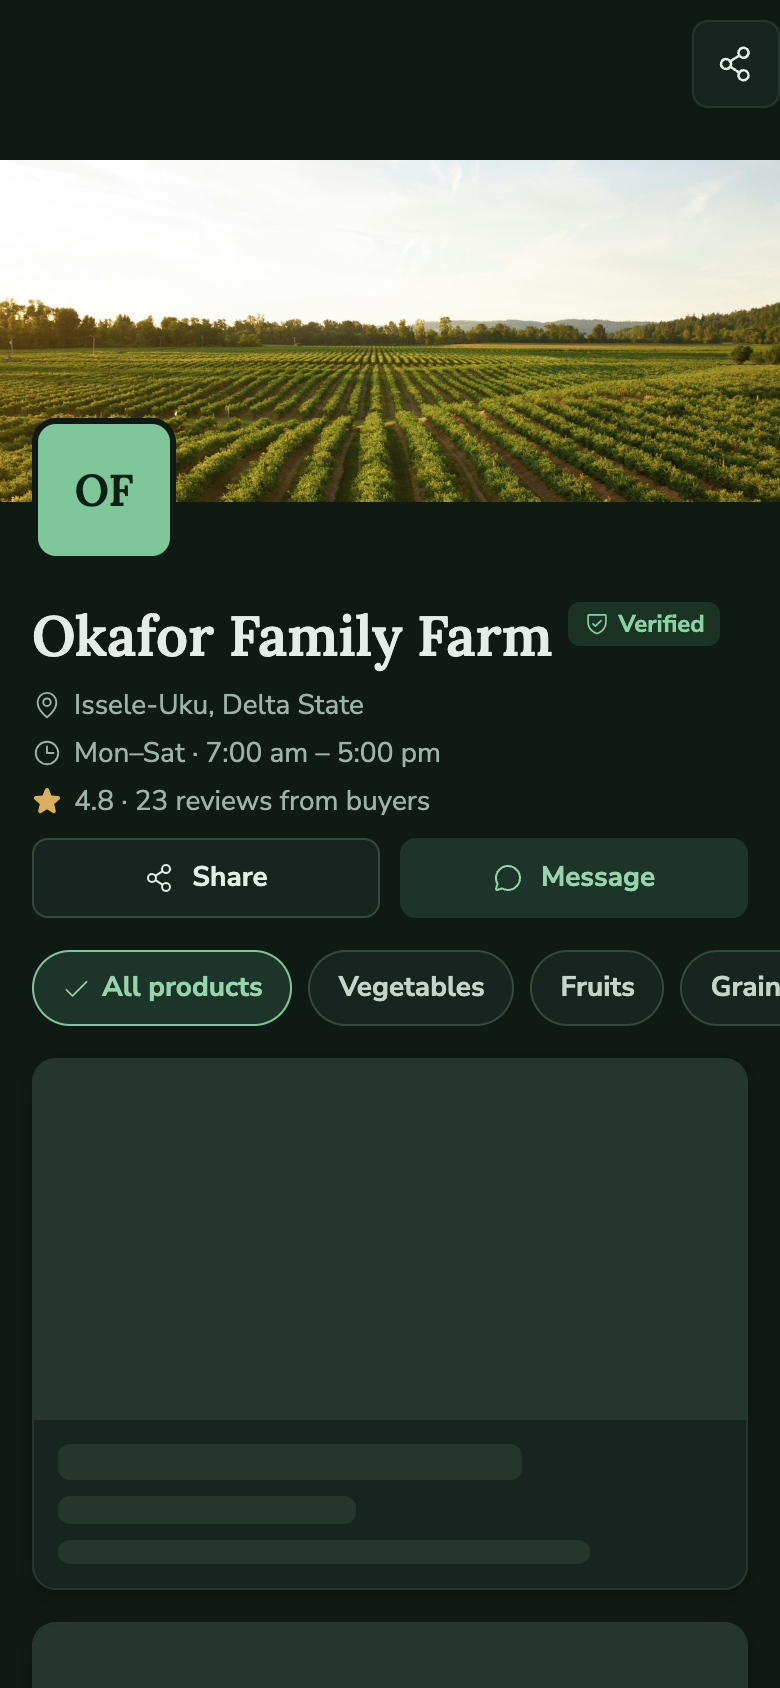 OF
Okafor Family Farm
Verified
Issele-Uku, Delta State
Mon–Sat · 7:00 am – 5:00 pm
4.8 · 23 reviews from buyers
Share
Message
All products
Vegetables
Fruits
Grain